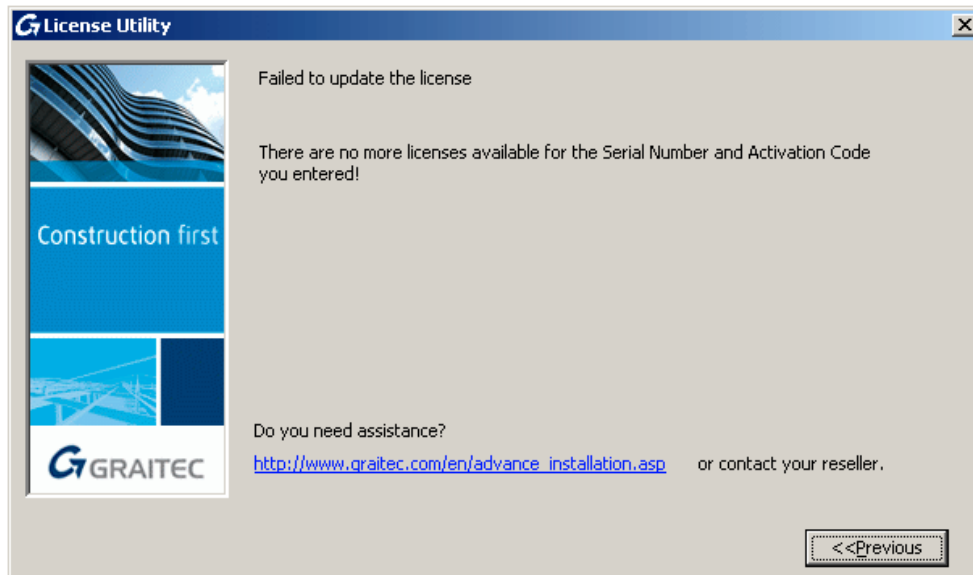 License Utility
Failed to update the license
There are no more licenses available for the Serial Number and Activation Code
you entered!
Construction first
GRAITEC
Do you need assistance?
http://www.graitec.com/en/advance_installation.asp or contact your reseller.
<<Previous